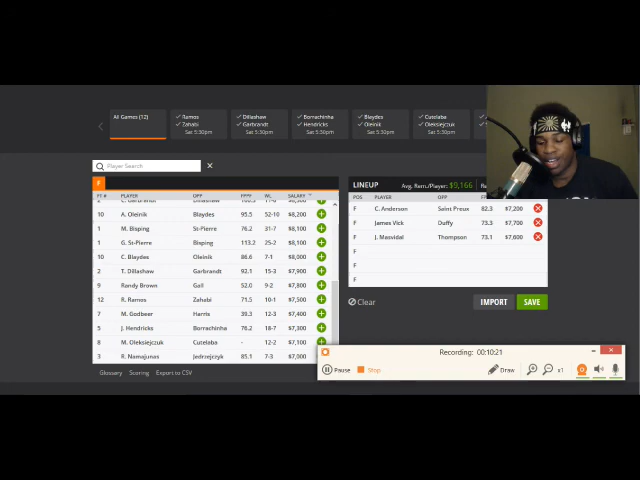 All Games (12)
Ramos
Zahabi
Sat 5:30pm
Dillashaw
Garbrandt
Sat 5:30pm
Borrachinha
Hendricks
Sat 5:30pm
Blaydes
Oleinik
Sat 5:30pm
Cutelaba
Oleksiejczuk
Sat 5:30pm
Player Search
F
FT # PLAYER OPP FPPF WL SALARY
10 A. Oleinik Blaydes 95.5 52-10 $8,200
1 M. Bisping St-Pierre 76.2 31-7 $8,100
1 G. St-Pierre Bisping 113.2 25-2 $8,100
10 C. Blaydes Oleinik 86.6 7-1 $8,000
2 T. Dillashaw Garbrandt 92.1 15-3 $7,900
9 Randy Brown Gall 52.0 9-2 $7,800
12 R. Ramos Zahabi 71.5 10-1 $7,500
7 M. Godbeer Harris 39.3 12-3 $7,400
5 J. Hendricks Borrachinha 76.2 18-7 $7,300
8 M. Oleksiejczuk Cutelaba - 12-2 $7,100
3 R. Namajunas Jedrzejczyk 85.1 7-3 $7,000
Glossary Scoring Export to CSV
LINEUP Avg. Rem./Player: $9,166
POS PLAYER OPP
F C. Anderson Saint Preux 82.3 $7,200
F James Vick Duffy 73.3 $7,700
F J. Masvidal Thompson 73.1 $7,600
F
F
F
Clear IMPORT SAVE
Recording: 00:10:21
Pause Stop Draw x1